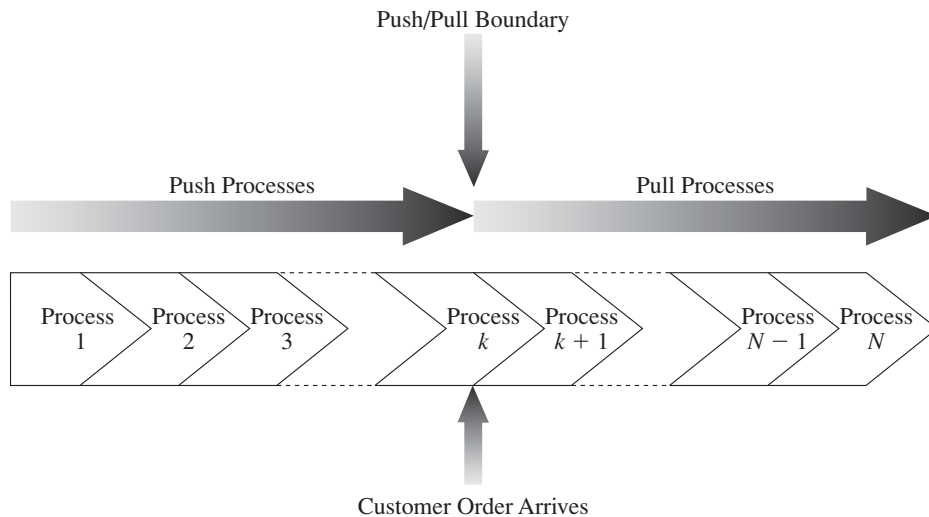 Push/Pull Boundary
Push Processes
Pull Processes
Process
1
Process
2
Process
3
Process
k
Process
k + 1
Process
N – 1
Process
N
Customer Order Arrives